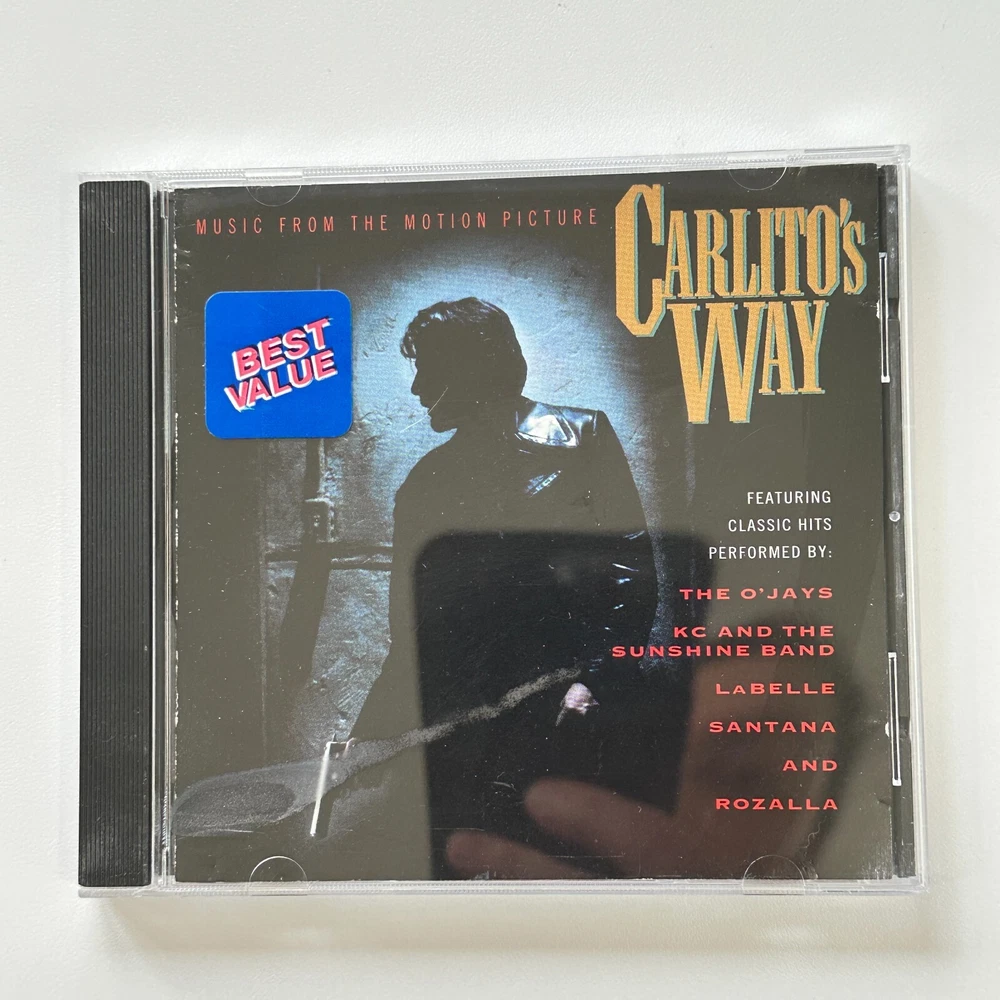 MUSIC FROM THE MOTION PICTURE
CARLITO'S
WAY
BEST
VALUE
FEATURING
CLASSIC HITS
PERFORMED BY:
THE O'JAYS
KC AND THE
SUNSHINE BAND
LABELLE
SANTANA
AND
ROZALLA